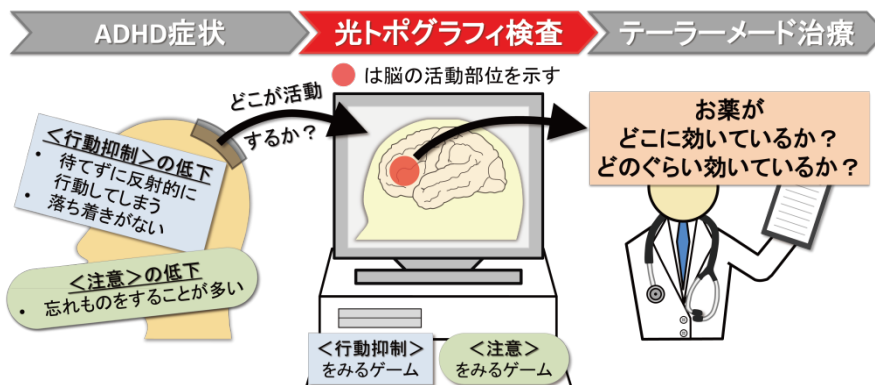 ADHD症状
光トポグラフィ検査
テーラーメード治療
は脳の活動部位を示す
どこが活動
するか？
＜行動抑制＞の低下
・ 待てずに反射的に
行動してしまう
・ 落ち着きがない
＜注意＞の低下
・ 忘れものをすることが多い
＜行動抑制＞
をみるゲーム
＜注意＞
をみるゲーム
お薬が
どこに効いているか？
どのぐらい効いているか？